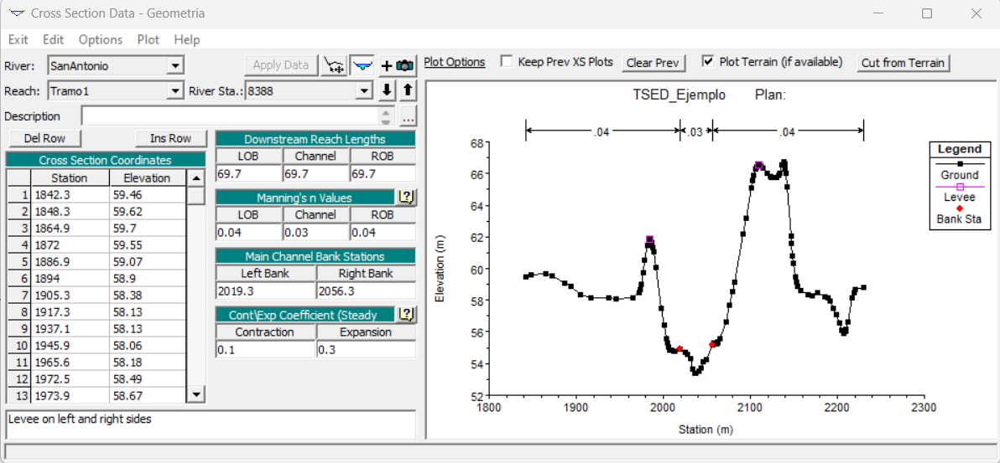 Cross Section Data - Geometria
Exit Edit Options Plot Help
River: SanAntonio Apply Data
Reach: Tramo1 River Sta.: 8388
Description ...
Del Row Ins Row
Cross Section Coordinates
Station Elevation
1 1842.3 59.46
2 1848.3 59.62
3 1864.9 59.7
4 1872 59.55
5 1886.9 59.07
6 1894 58.9
7 1905.3 58.38
8 1917.3 58.13
9 1937.1 58.13
10 1945.9 58.06
11 1965.6 58.18
12 1972.5 58.49
13 1973.9 58.67
Downstream Reach Lengths
LOB Channel ROB
69.7 69.7 69.7
Manning's n Values
LOB Channel ROB
0.04 0.03 0.04
Main Channel Bank Stations
Left Bank Right Bank
2019.3 2056.3
Cont\Exp Coefficient (Steady
Contraction Expansion
0.1 0.3
Levee on left and right sides
Plot Options Keep Prev XS Plots Clear Prev Plot Terrain (if available) Cut from Terrain
TSED_Ejemplo Plan:
.04 .03 .04
68
66
64
62
60
58
56
54
52
Elevation (m)
1800 1900 2000 2100 2200 2300
Station (m)
Legend
Ground
Levee
Bank Sta